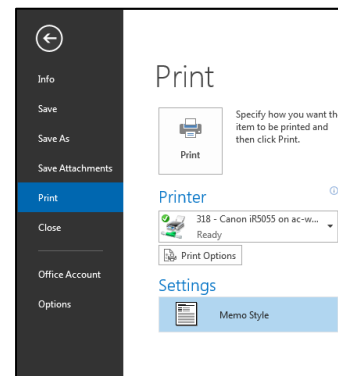 Info
Save
Save As
Save Attachments
Print
Close
Office Account
Options
Print
Print
Specify how you want th
item to be printed and
then click Print.
Printer
318 - Canon iR5055 on ac-w...
Ready
Print Options
Settings
Memo Style